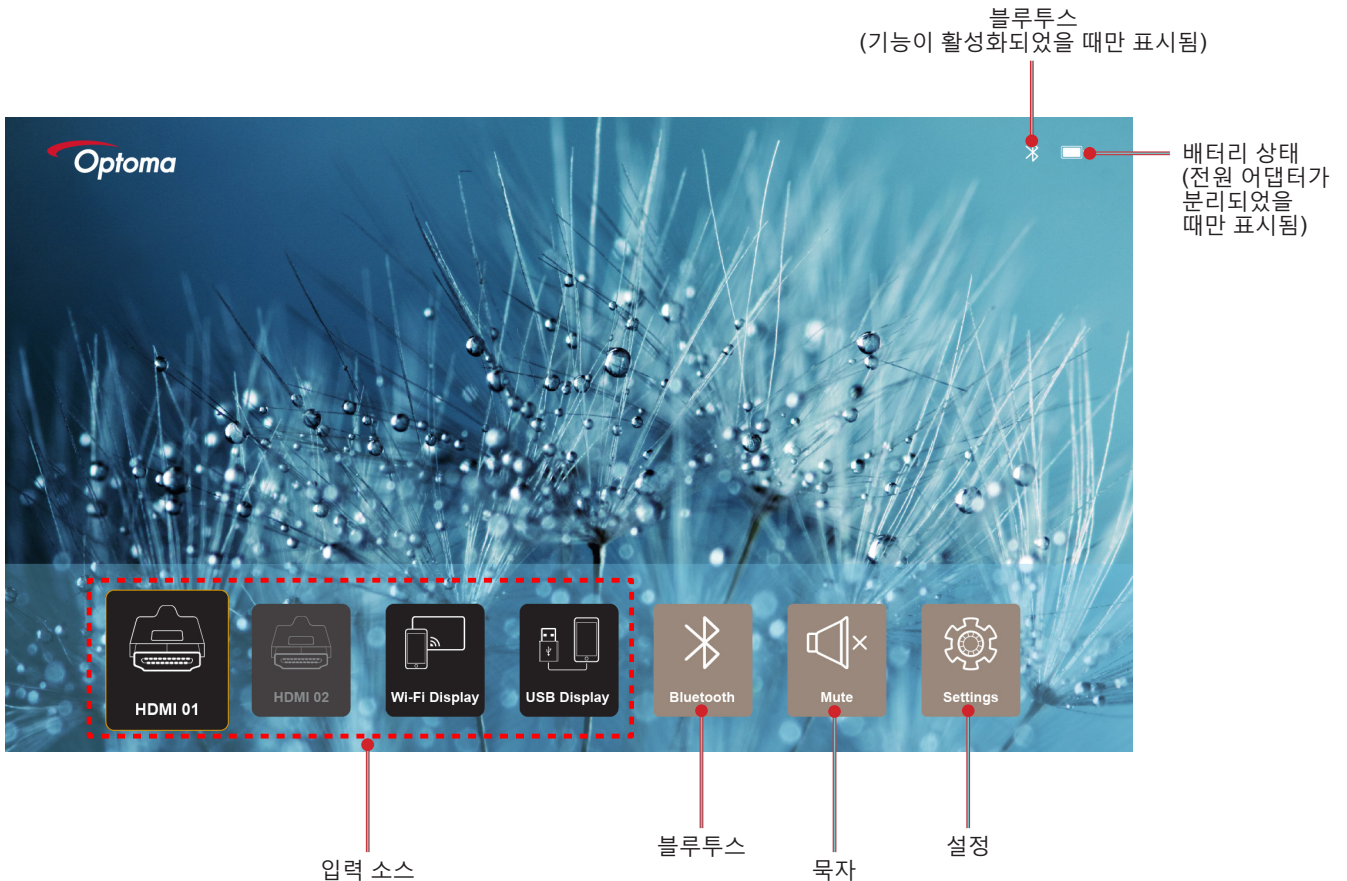 블루투스
(기능이 활성화되었을 때만 표시됨)
Optoma
배터리 상태
(전원 어댑터가
분리되었을
때만 표시됨)
HDMI 01
HDMI 02
Wi-Fi Display
USB Display
Bluetooth
Mute
Settings
입력 소스
블루투스
묵자
설정